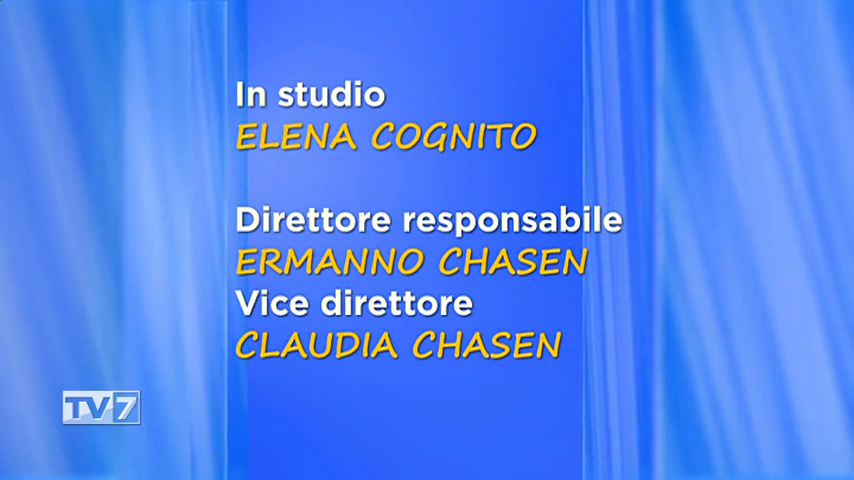 In studio
ELENA COGNITO
Direttore responsabile
ERMANNO CHASEN
Vice direttore
CLAUDIA CHASEN
TV7